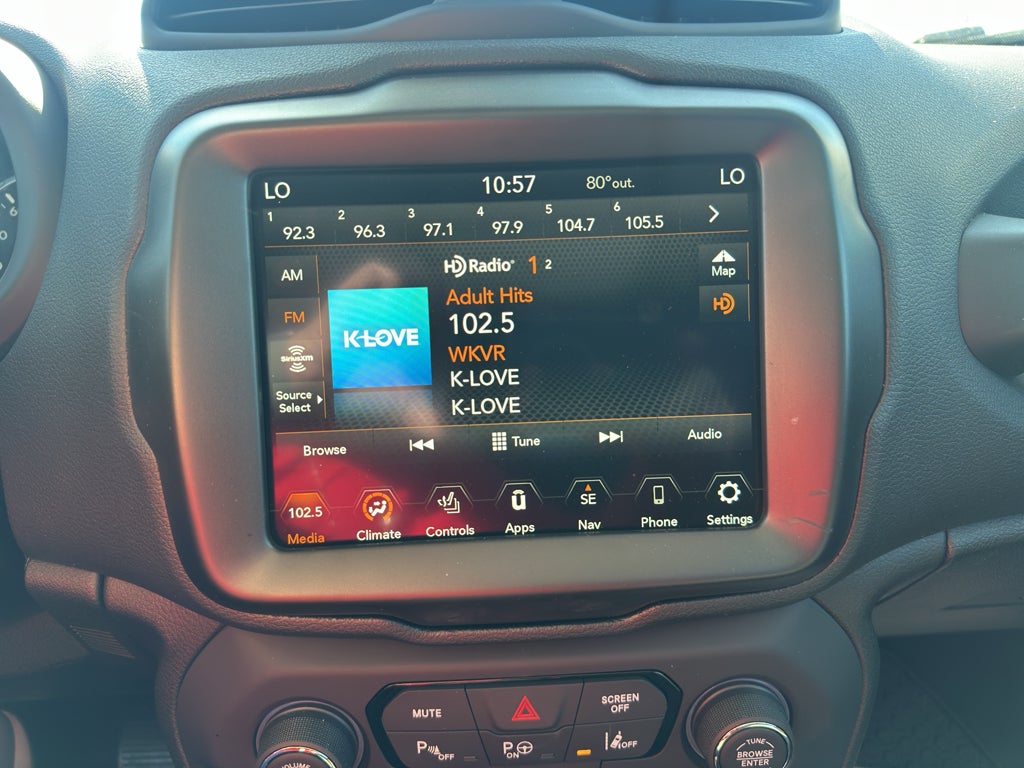 LO 10:57 80°out. LO
1 92.3 2 96.3 3 97.1 4 97.9 5 104.7 6 105.5
AM
FM
SiriusXM
Source
Select
K-LOVE
HD Radio 1 2
Adult Hits
102.5
WKVR
K-LOVE
K-LOVE
Map
HD
Browse Tune Audio
102.5 ū SE
Media Climate Controls Apps Nav Phone Settings
MUTE SCREEN
OFF
P OFF P ON OFF
VOLUME
TUNE
BROWSE
ENTER